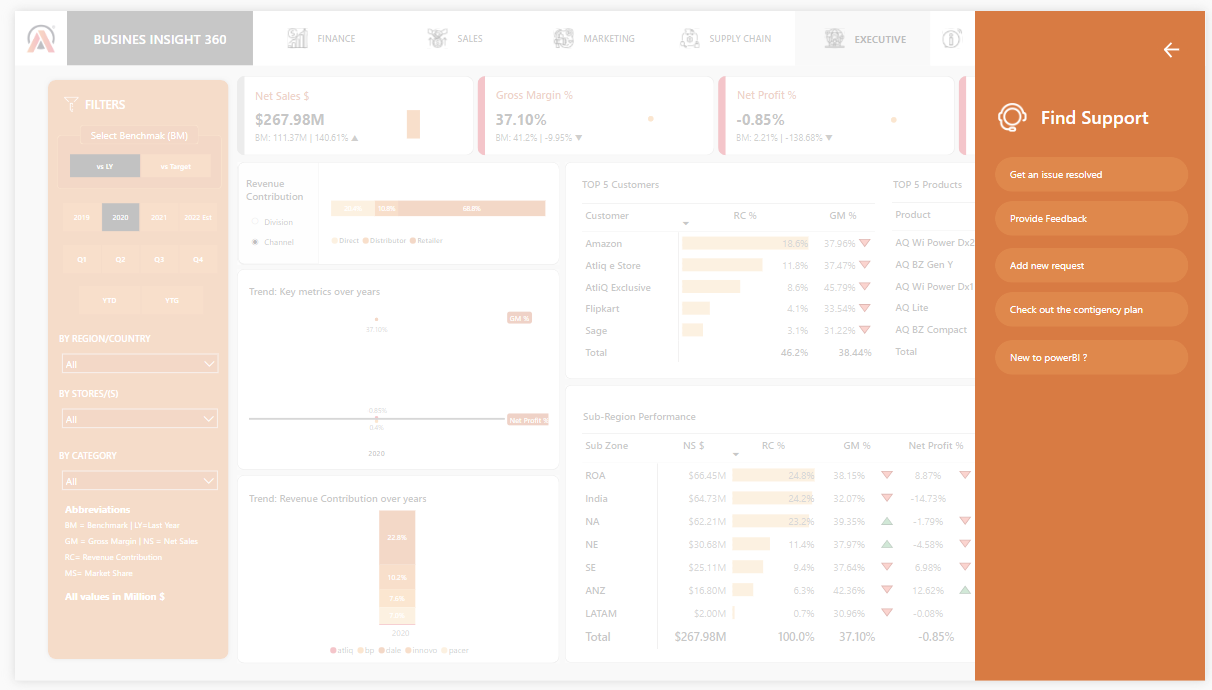 BUSINES INSIGHT 360
FINANCE
SALES
MARKETING
SUPPLY CHAIN
EXECUTIVE
Find Support
Get an issue resolved
Provide Feedback
Add new request
Check out the contigency plan
New to powerBI ?
FILTERS
Select Benchmak (BM)
vs LY
vs Target
2019
2020
2021
2022 Est
Q1
Q2
Q3
Q4
YTD
YTG
BY REGION/COUNTRY
All
BY STORES/(S)
All
BY CATEGORY
All
Abbreviations
BM = Benchmark | LY=Last Year
GM = Gross Margin | NS = Net Sales
RC= Revenue Contribution
MS= Market Share
All values in Million $
Net Sales $
$267.98M
BM: 111.37M | 140.61%
Gross Margin %
37.10%
BM: 41.2% | -9.95%
Net Profit %
-0.85%
BM: 2.21% | -138.68%
Revenue
Contribution
Division
Channel
10.8%
68.8%
Direct
Distributor
Retailer
Trend: Key metrics over years
GM %
37.10%
0.85%
0.4%
Net Profit %
2020
Trend: Revenue Contribution over years
22.8%
10.2%
7.6%
2020
atliq
bp
dale
innovo
pacer
TOP 5 Customers
Customer RC % GM %
Amazon 18.6% 37.96%
Atliq e Store 11.8% 37.47%
AtliQ Exclusive 8.6% 45.79%
Flipkart 4.1% 33.54%
Sage 3.1% 31.22%
Total 46.2% 38.44%
TOP 5 Products
Product
AQ Wi Power Dx2
AQ BZ Gen Y
AQ Wi Power Dx1
AQ Lite
AQ BZ Compact
Total
Sub-Region Performance
Sub Zone NS $ RC % GM % Net Profit %
ROA $66.45M 24.8% 38.15% 8.87%
India $64.73M 24.2% 32.07% -14.73%
NA $62.21M 23.2% 39.35% -1.79%
NE $30.68M 11.4% 37.97% -4.58%
SE $25.11M 9.4% 37.64% 6.98%
ANZ $16.80M 6.3% 42.36% 12.62%
LATAM $2.00M 0.7% 30.96% -0.08%
Total $267.98M 100.0% 37.10% -0.85%